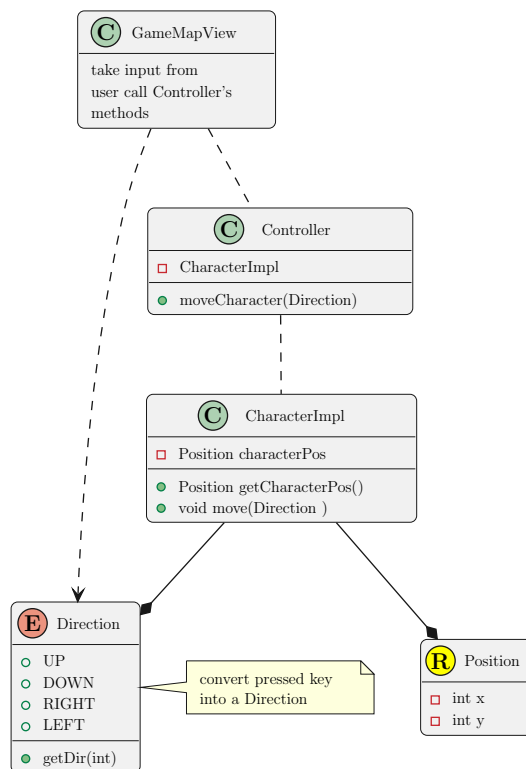 C GameMapView
take input from
user call Controller's
methods
C Controller
CharacterImpl
moveCharacter(Direction)
C CharacterImpl
Position characterPos
Position getCharacterPos()
void move(Direction )
E Direction
UP
DOWN
RIGHT
LEFT
getDir(int)
convert pressed key
into a Direction
R Position
int x
int y